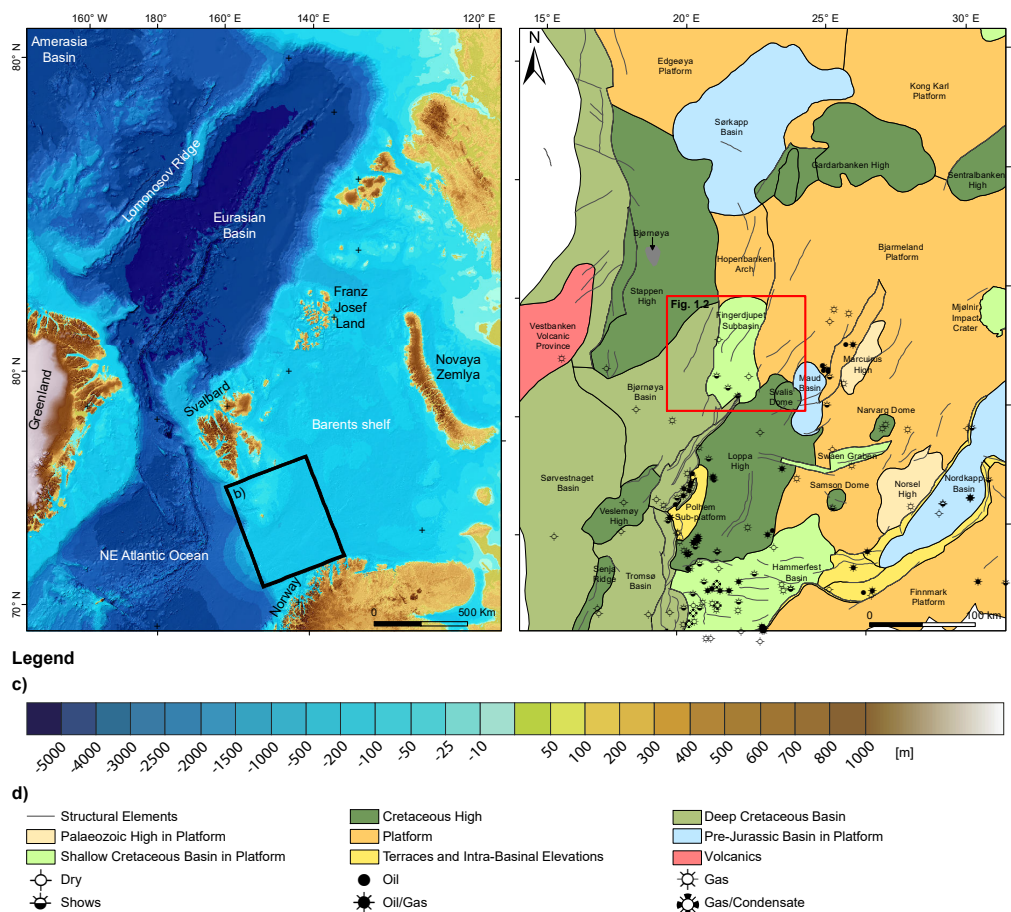 160° W
180°
160°
140°
120°
80° N
80° N
70° N
Amerasia
Basin
Lomonosov Ridge
Eurasian
Basin
Franz
Josef
Land
Novaya
Zemlya
Greenland
Svalbard
Barents shelf
b)
NE Atlantic Ocean
Norway
0
500 Km
15° E
20° E
25° E
30° E
N
Edgeøya
Platform
Kong Karl
Platform
Sørkapp
Basin
Gardarbanken High
Sentralbanken
High
Bjørnøya
Hopenbanken
Arch
Bjarmeland
Platform
Stappen
High
Fig. 1.2
Fingerdjupet
Subbasin
Mjølnir
Impact
Crater
Vestbanken
Volcanic
Province
Marcurius
High
Maud
Basin
Bjørnøya
Basin
Svalis
Dome
Narvarg Dome
Loppa
High
Swaen Graben
Sørvestnaget
Basin
Samson Dome
Norsel
High
Nordkapp
Basin
Polhem
Sub-platform
Veslemøy
High
Senja
Ridge
Tromsø
Basin
Hammerfest
Basin
Finnmark
Platform
0
100 km
Legend
c)
-5000
-4000
-3000
-2000
-1500
-1000
-500
-200
-100
-50
-25
-10
50
100
200
300
400
500
600
700
800
1000
[m]
d)
Structural Elements
Cretaceous High
Deep Cretaceous Basin
Palaeozoic High in Platform
Platform
Pre-Jurassic Basin in Platform
Shallow Cretaceous Basin in Platform
Terraces and Intra-Basinal Elevations
Volcanics
Dry
Oil
Gas
Shows
Oil/Gas
Gas/Condensate